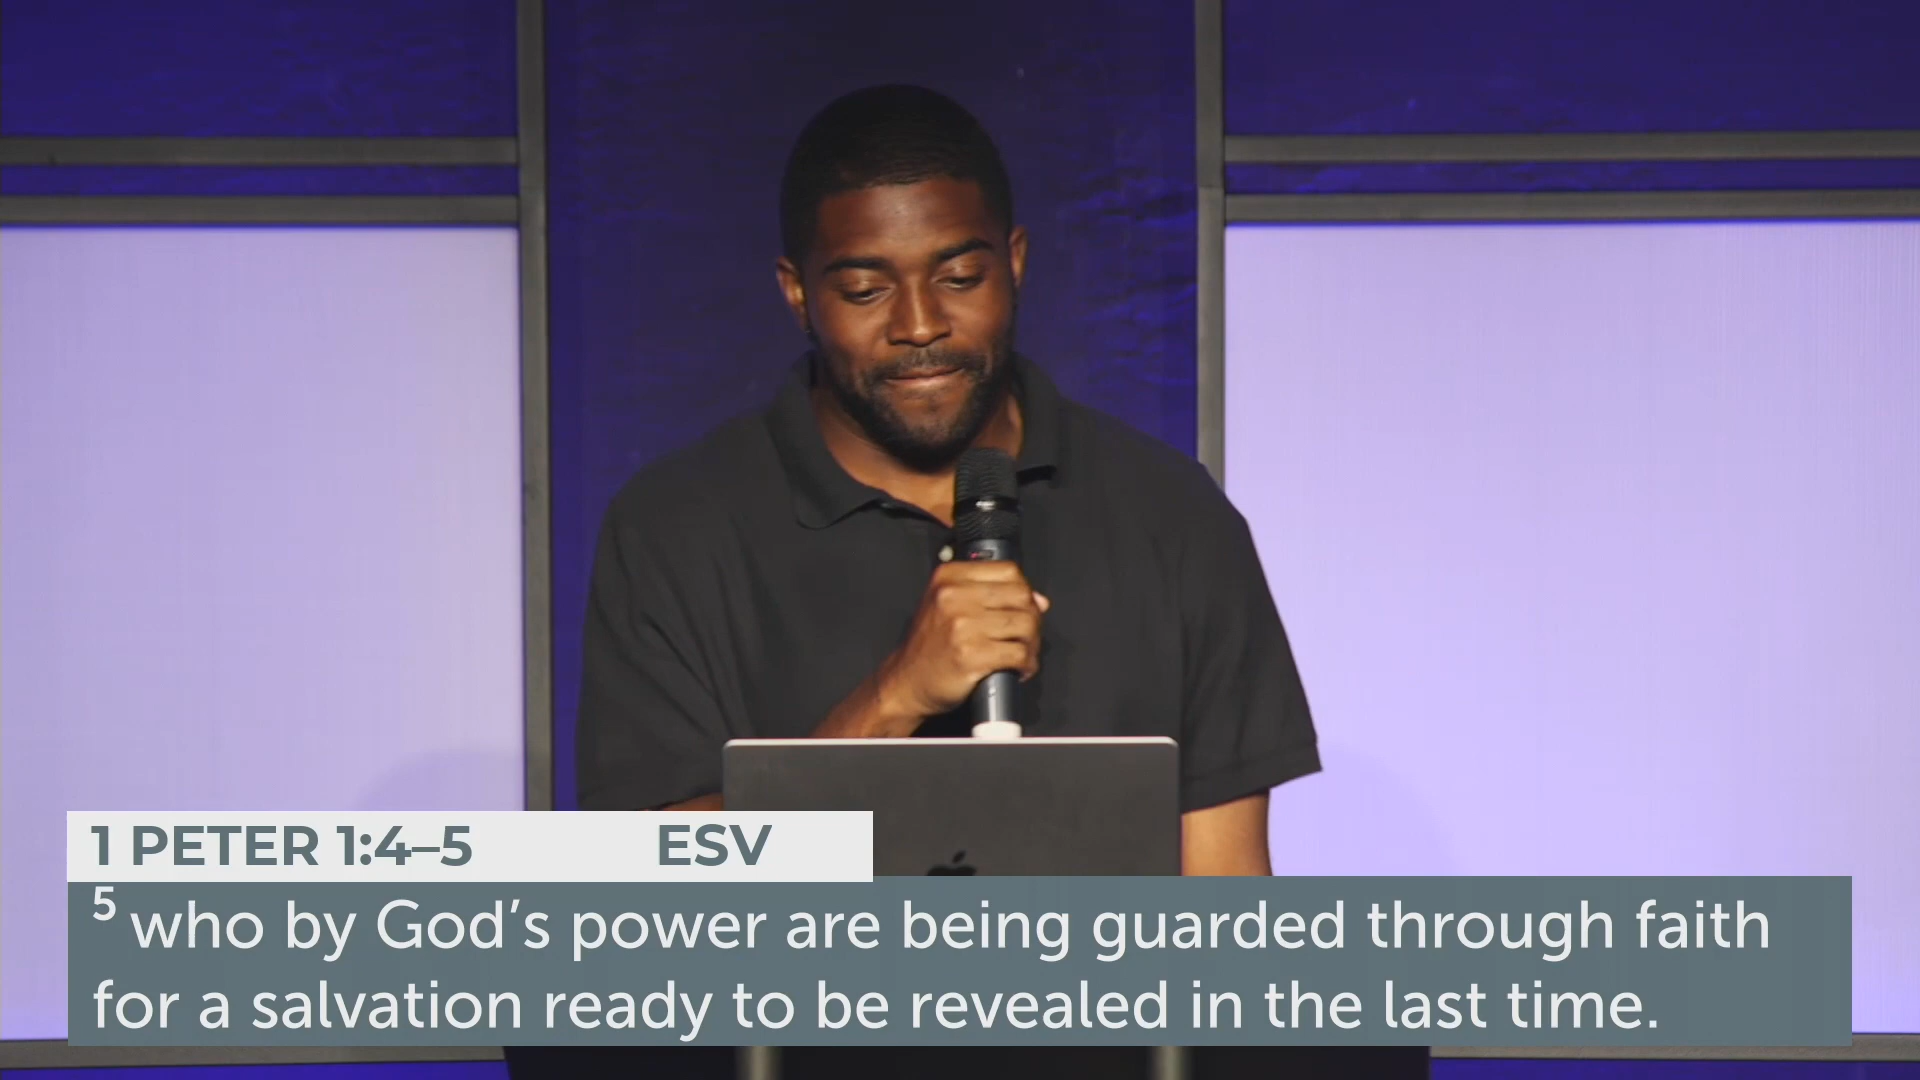 1 PETER 1:4–5 ESV
5 who by God’s power are being guarded through faith
for a salvation ready to be revealed in the last time.